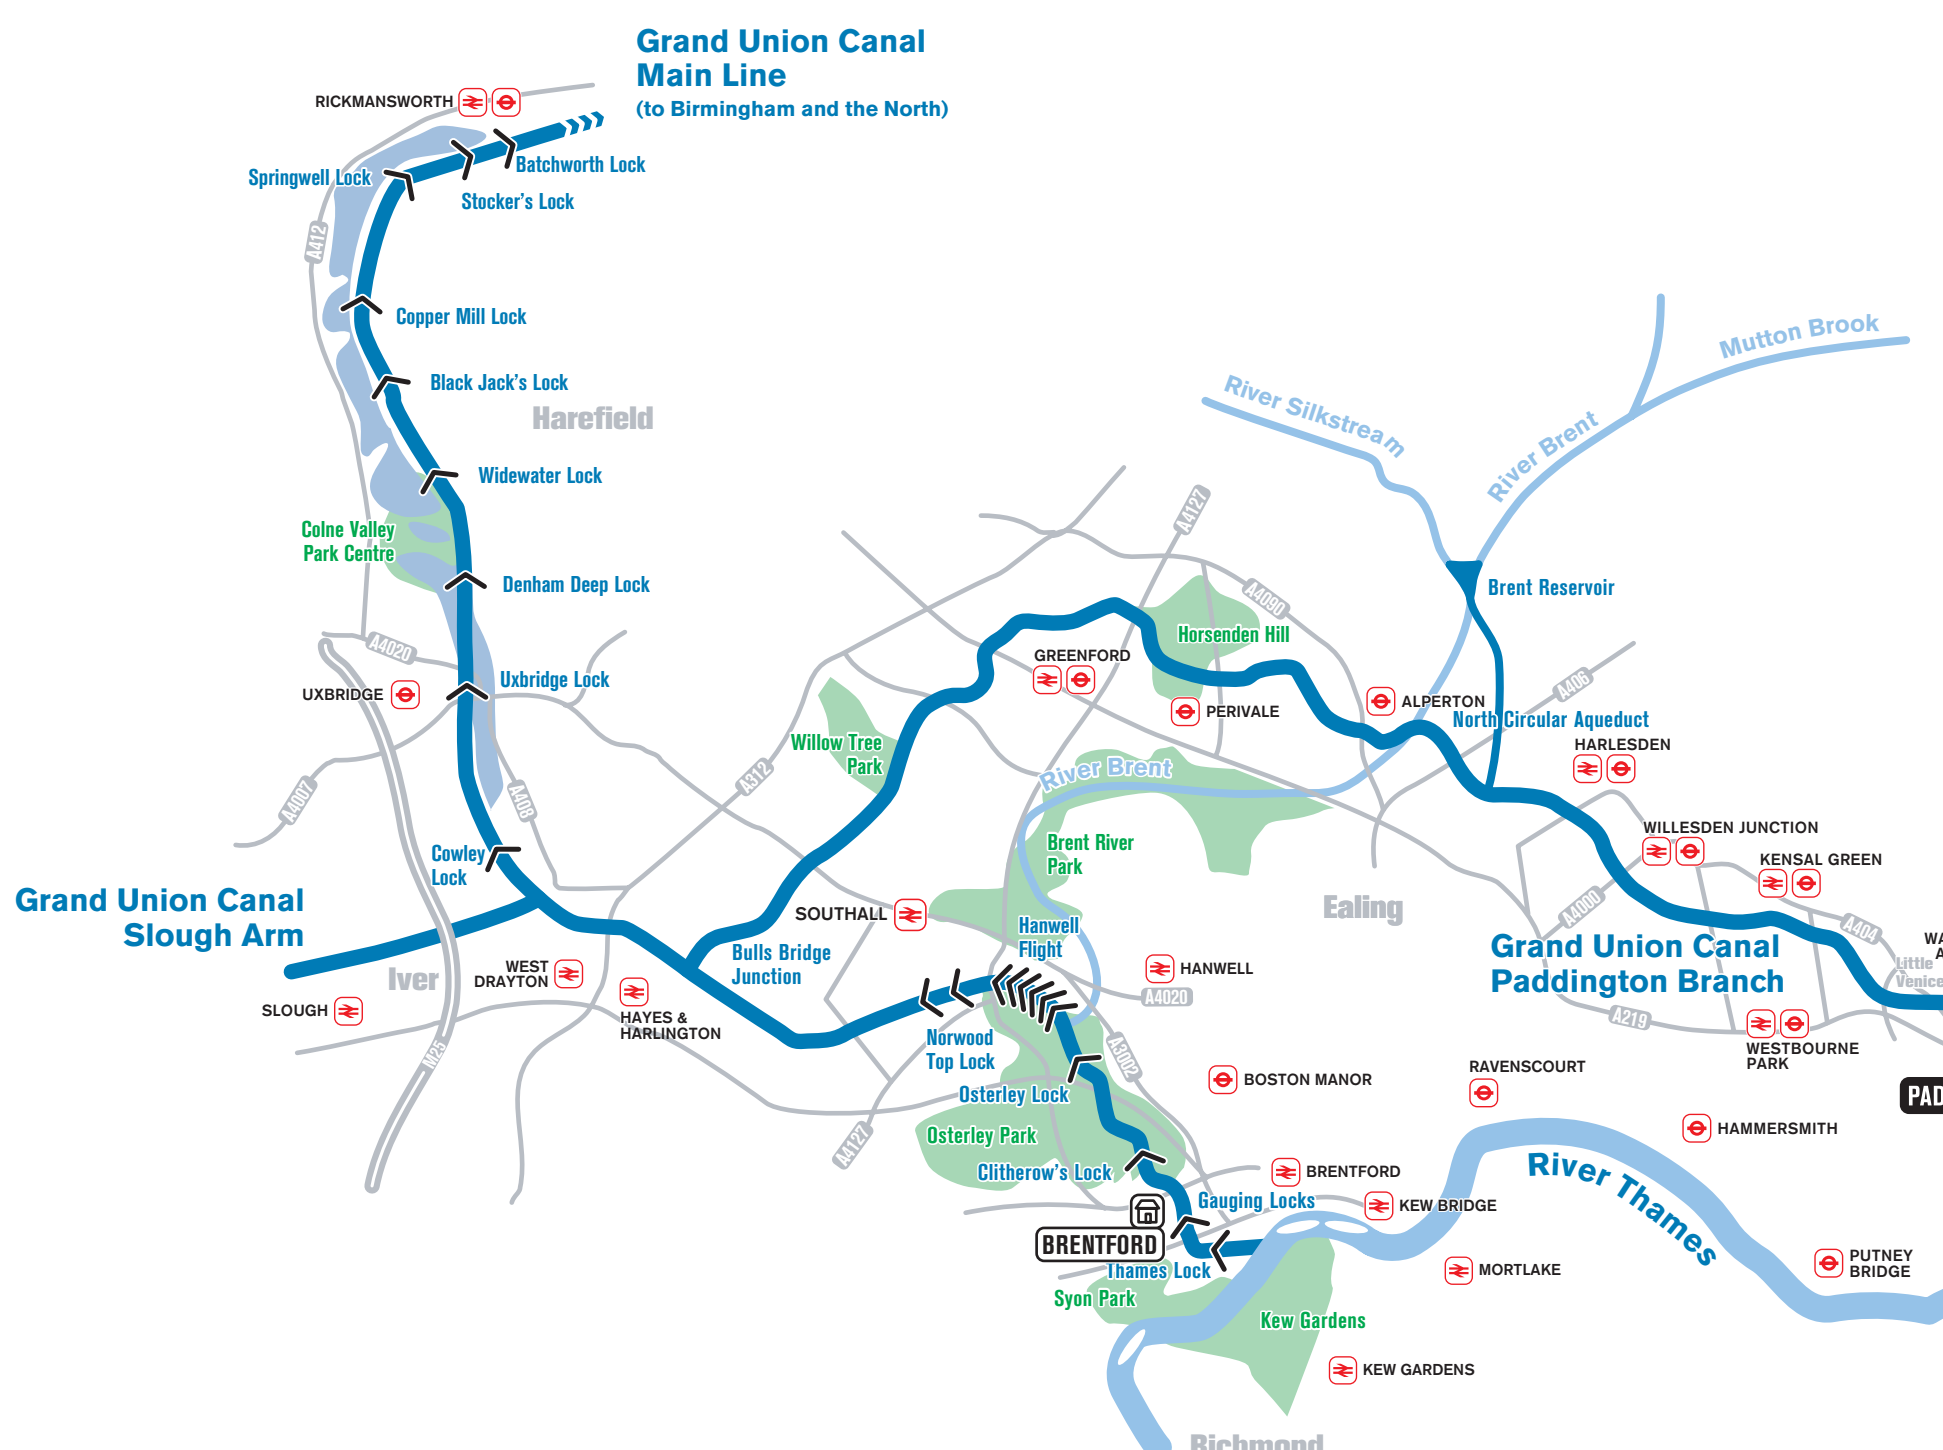 Grand Union Canal
Main Line
(to Birmingham and the North)
RICKMANSWORTH
Batchworth Lock
Springwell Lock
Stocker's Lock
A412
Copper Mill Lock
Mutton Brook
Black Jack's Lock
River Silkstream
Harefield
River Brent
Widewater Lock
A4127
Colne Valley
Park Centre
Denham Deep Lock
Brent Reservoir
A4090
Horsenden Hill
A4020
GREENFORD
Uxbridge Lock
UXBRIDGE
A406
ALPERTON
PERIVALE
North Circular Aqueduct
Willow Tree
Park
HARLESDEN
River Brent
A312
A4007
A408
WILLESDEN JUNCTION
Brent River
Park
Cowley
Lock
KENSAL GREEN
Grand Union Canal
Slough Arm
Ealing
A4000
SOUTHALL
Hanwell
Flight
A404
Grand Union Canal
Paddington Branch
WA
A
Bulls Bridge
Junction
Little
Venice
WEST
DRAYTON
HANWELL
Iver
A4020
SLOUGH
HAYES &
HARLINGTON
A219
Norwood
Top Lock
WESTBOURNE
PARK
M25
A3002
RAVENSCOURT
BOSTON MANOR
Osterley Lock
PAD
A4127
Osterley Park
HAMMERSMITH
Clitherow's Lock
BRENTFORD
River Thames
Gauging Locks
KEW BRIDGE
BRENTFORD
PUTNEY
BRIDGE
Thames Lock
MORTLAKE
Syon Park
Kew Gardens
KEW GARDENS
Richmond